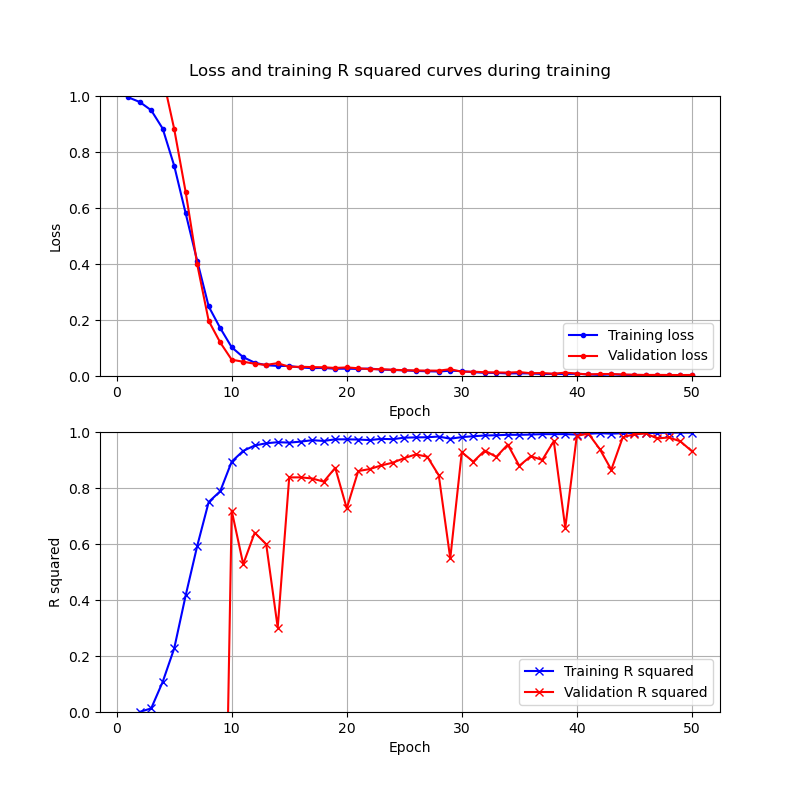 Loss and training R squared curves during training
1.0
0.8
0.6
0.4
0.2
0.0
Loss
Training loss
Validation loss
0 10 20 30 40 50
Epoch
1.0
0.8
0.6
0.4
0.2
0.0
R squared
Training R squared
Validation R squared
0 10 20 30 40 50
Epoch